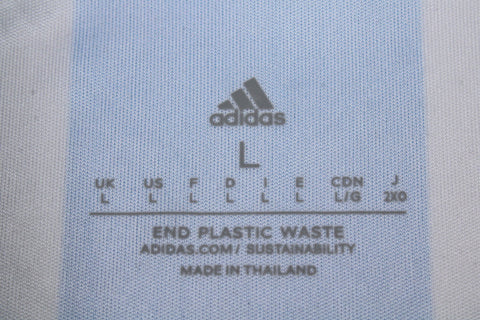 adidas
L
UK US F D I E CDN J
L L L L L L L/G 2XO
END PLASTIC WASTE
ADIDAS.COM/ SUSTAINABILITY
MADE IN THAILAND